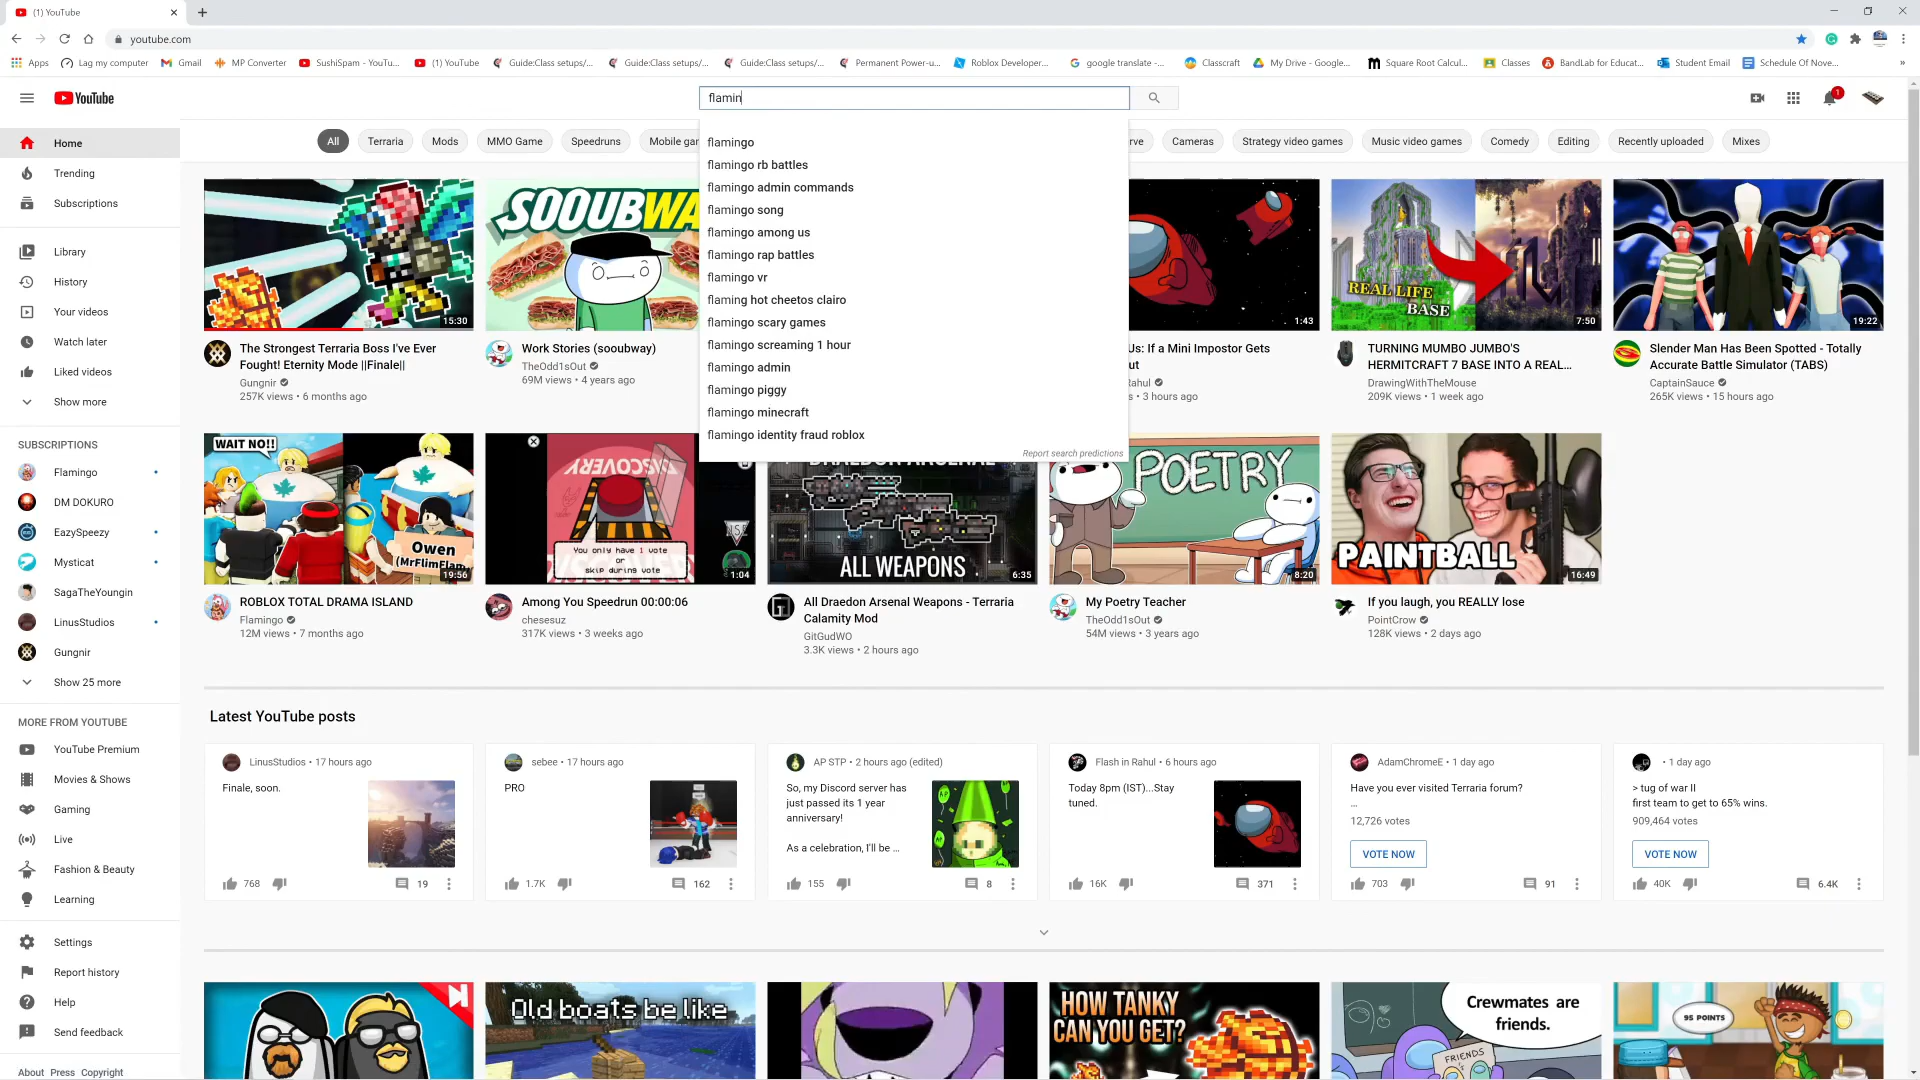 (1) YouTube
youtube.com
Apps
Lag my computer
Gmail
MP Converter
SushiSpam - YouTu...
(1) YouTube
Guide:Class setups/...
Guide:Class setups/...
Guide:Class setups/...
Permanent Power-u...
Roblox Developer...
google translate -...
Classcraft
My Drive - Google...
Square Root Calcul...
Classes
BandLab for Educat...
Student Email
Schedule Of Nove...
YouTube
flamin
1
Home
Trending
Subscriptions
Library
History
Your videos
Watch later
Liked videos
Show more
SUBSCRIPTIONS
Flamingo
DM DOKURO
EazySpeezy
Mysticat
SagaTheYoungin
LinusStudios
Gungnir
Show 25 more
MORE FROM YOUTUBE
YouTube Premium
Movies & Shows
Gaming
Live
Fashion & Beauty
Learning
Settings
Report history
Help
Send feedback
About Press Copyright
All
Terraria
Mods
MMO Game
Speedruns
Mobile gar
rve
Cameras
Strategy video games
Music video games
Comedy
Editing
Recently uploaded
Mixes
flamingo
flamingo rb battles
flamingo admin commands
flamingo song
flamingo among us
flamingo rap battles
flamingo vr
flaming hot cheetos clairo
flamingo scary games
flamingo screaming 1 hour
flamingo admin
flamingo piggy
flamingo minecraft
flamingo identity fraud roblox
Report search predictions
15:30
The Strongest Terraria Boss I've Ever
Fought! Eternity Mode ||Finale||
Gungnir
257K views • 6 months ago
SOOUBWA
Work Stories (sooubway)
TheOdd1sOut
69M views • 4 years ago
1:43
Us: If a Mini Impostor Gets
ut
Rahul
s • 3 hours ago
REAL LIFE
BASE
7:50
TURNING MUMBO JUMBO'S
HERMITCRAFT 7 BASE INTO A REAL...
DrawingWithTheMouse
209K views • 1 week ago
19:22
Slender Man Has Been Spotted - Totally
Accurate Battle Simulator (TABS)
CaptainSauce
265K views • 15 hours ago
WAIT NO!!
Owen
(MrFlimFlam
19:56
ROBLOX TOTAL DRAMA ISLAND
Flamingo
12M views • 7 months ago
DISCOVERY
You only have 1 vote
or
skip during vote
1:04
Among You Speedrun 00:00:06
chesesuz
317K views • 3 weeks ago
DRAEDON ARSENAL
ALL WEAPONS
6:35
All Draedon Arsenal Weapons - Terraria
Calamity Mod
GitGudWO
3.3K views • 2 hours ago
POETRY
8:20
My Poetry Teacher
TheOdd1sOut
54M views • 3 years ago
PAINTBALL
16:49
If you laugh, you REALLY lose
PointCrow
128K views • 2 days ago
Latest YouTube posts
LinusStudios • 17 hours ago
Finale, soon.
768
19
sebee • 17 hours ago
PRO
1.7K
162
AP STP • 2 hours ago (edited)
So, my Discord server has
just passed its 1 year
anniversary!
As a celebration, I'll be ...
155
8
Flash in Rahul • 6 hours ago
Today 8pm (IST)...Stay
tuned.
16K
371
AdamChromeE • 1 day ago
Have you ever visited Terraria forum?
...
12,726 votes
VOTE NOW
703
91
• 1 day ago
> tug of war II
first team to get to 65% wins.
909,464 votes
VOTE NOW
40K
6.4K
Old boats be like
HOW TANKY
CAN YOU GET?
Crewmates are
friends.
FRIENDS
95 POINTS